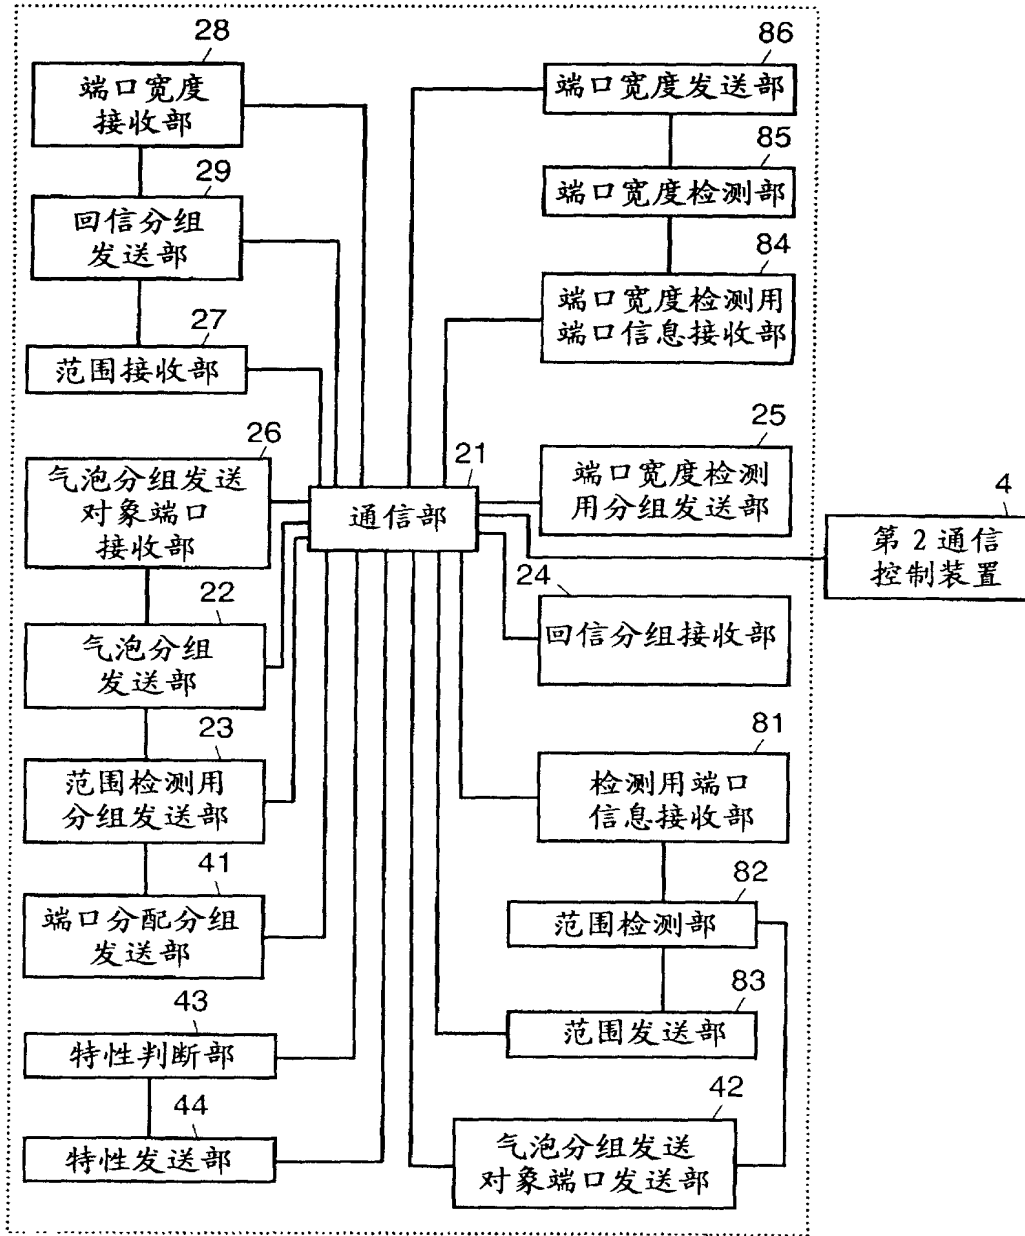 28
端口宽度
接收部
29
回信分组
发送部
27
范围接收部
26
气泡分组发送
对象端口
接收部
22
气泡分组
发送部
23
范围检测用
分组发送部
41
端口分配分组
发送部
43
特性判断部
44
特性发送部
21
通信部
86
端口宽度发送部
85
端口宽度检测部
84
端口宽度检测用
端口信息接收部
25
端口宽度检测
用分组发送部
24
回信分组接收部
81
检测用端口
信息接收部
82
范围检测部
83
范围发送部
42
气泡分组发送
对象端口发送部
4
第2通信
控制装置